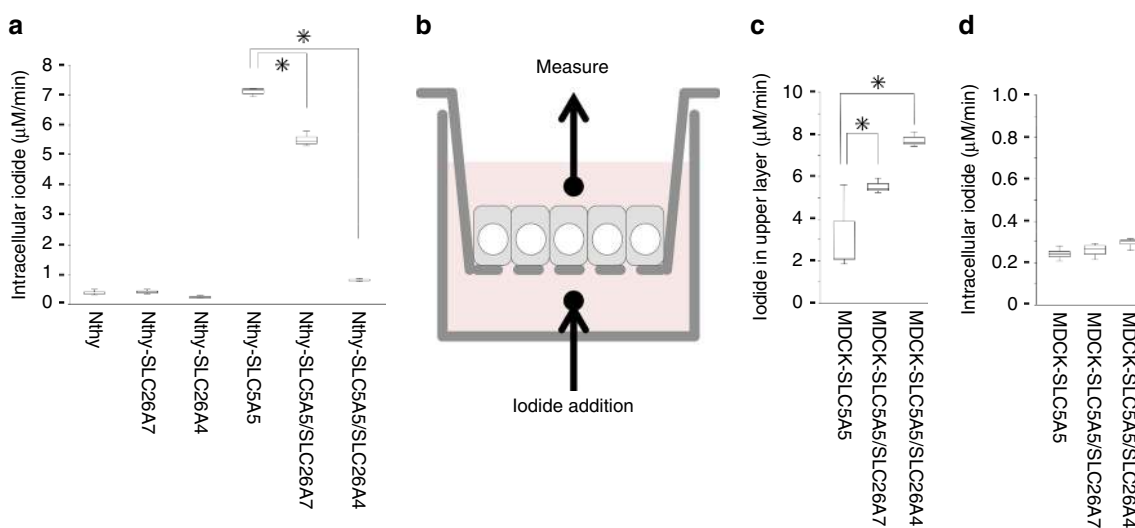 a
Intracellular iodide (μM/min)
8
7
6
5
4
3
2
1
0
*
*
Nthy
Nthy-SLC26A7
Nthy-SLC26A4
Nthy-SLC5A5
Nthy-SLC5A5/SLC26A7
Nthy-SLC5A5/SLC26A4
b
Measure
Iodide addition
c
Iodide in upper layer (μM/min)
10
8
6
4
2
0
*
*
MDCK-SLC5A5
MDCK-SLC5A5/SLC26A7
MDCK-SLC5A5/SLC26A4
d
Intracellular iodide (μM/min)
1.0
0.8
0.6
0.4
0.2
0
MDCK-SLC5A5
MDCK-SLC5A5/SLC26A7
MDCK-SLC5A5/SLC26A4